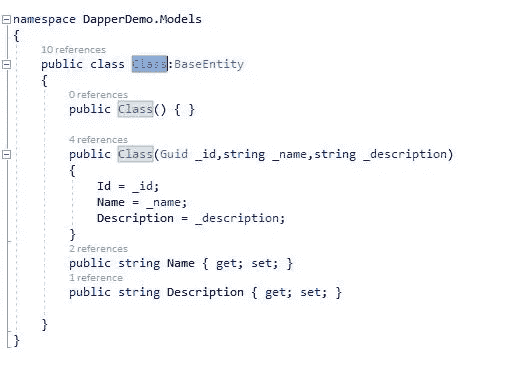 namespace DapperDemo.Models
{
10 references
public class Class:BaseEntity
{
0 references
public Class() { }
4 references
public Class(Guid _id,string _name,string _description)
{
Id = _id;
Name = _name;
Description = _description;
}
2 references
public string Name { get; set; }
1 reference
public string Description { get; set; }
}
}